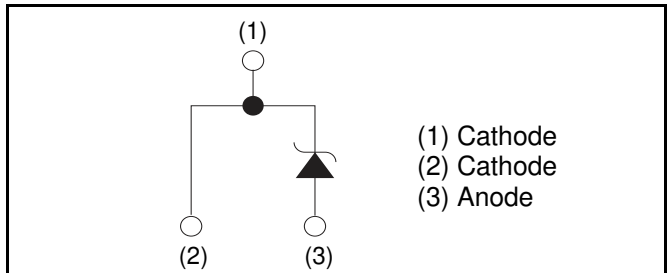 (1)
(1) Cathode
(2) Cathode
(3) Anode
(2) (3)